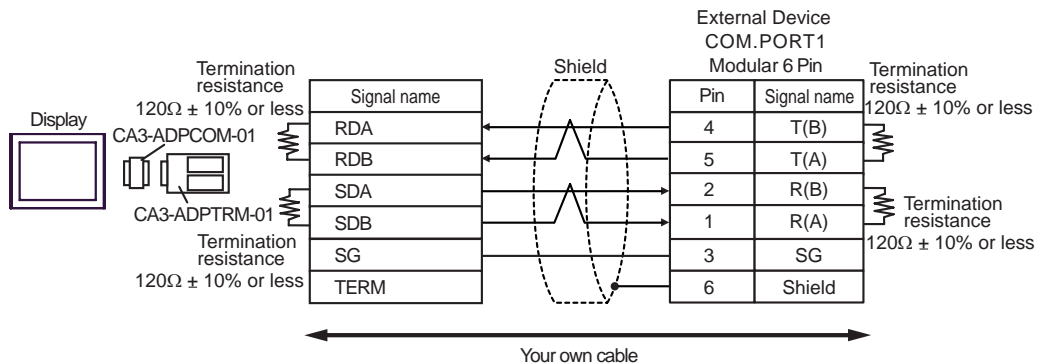 External Device
COM.PORT1
Modular 6 Pin
Shield
Termination
resistance
120Ω ± 10% or less
Termination
resistance
120Ω ± 10% or less
Display
CA3-ADPCOM-01
CA3-ADPTRM-01
Signal name
Pin Signal name
RDA 4 T(B)
RDB 5 T(A)
SDA 2 R(B)
SDB 1 R(A)
SG 3 SG
TERM 6 Shield
Termination
resistance
120Ω ± 10% or less
Termination
resistance
120Ω ± 10% or less
Your own cable